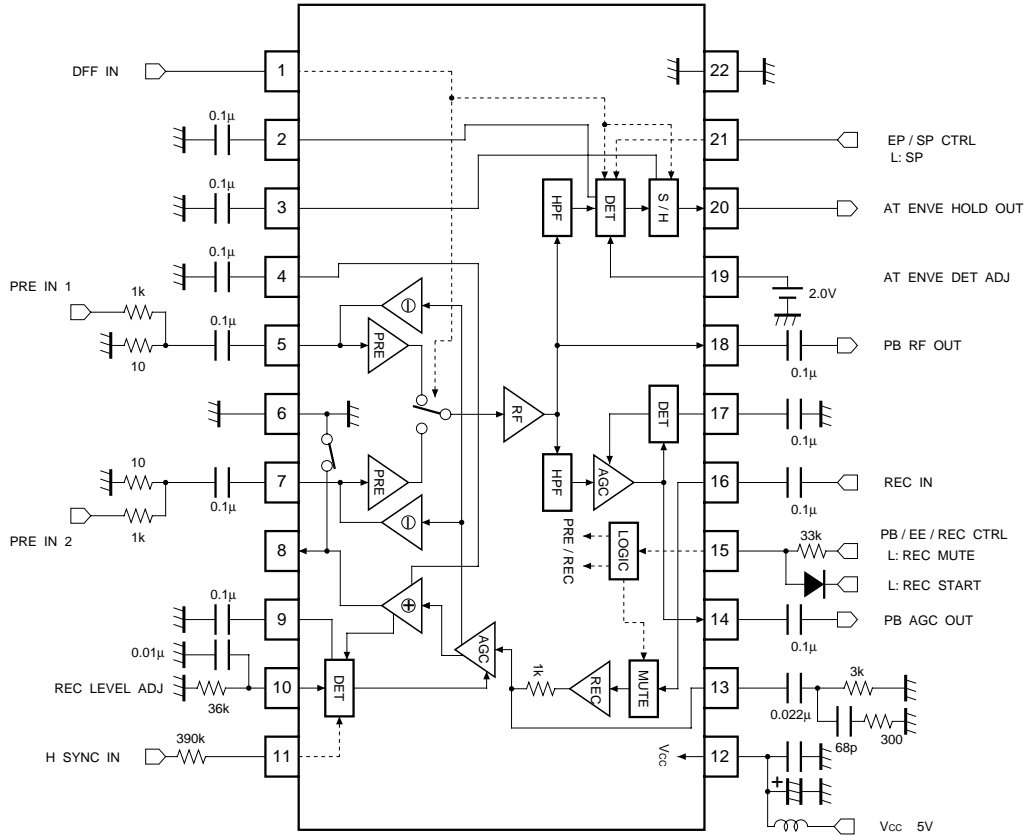 DFF IN
1
22
0.1μ
2
21
EP / SP CTRL
L: SP
0.1μ
3
HPF
DET
S / H
20
AT ENVE HOLD OUT
0.1μ
4
19
AT ENVE DET ADJ
2.0V
PRE IN 1
1k
10
0.1μ
5
PRE
18
0.1μ
PB RF OUT
6
RF
DET
17
0.1μ
10
1k
PRE IN 2
0.1μ
7
PRE
HPF
AGC
16
REC IN
8
PRE / REC
LOGIC
15
33k
PB / EE / REC CTRL
L: REC MUTE
L: REC START
0.1μ
9
14
0.1μ
PB AGC OUT
0.01μ
REC LEVEL ADJ
36k
10
DET
AGC
1k
REC
MUTE
13
0.022μ
3k
68p
300
H SYNC IN
390k
11
VCC
12
+
VCC 5V